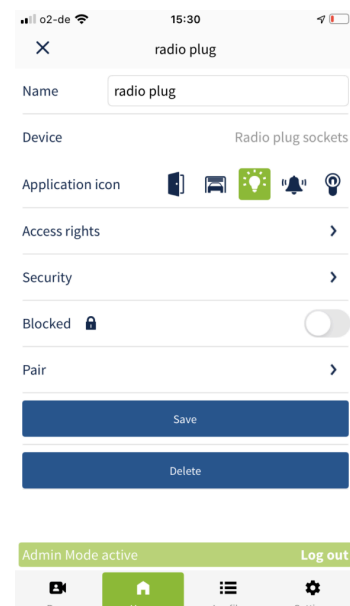 o2-de 15:30
radio plug
Name radio plug
Device Radio plug sockets
Application icon
Access rights
Security
Blocked
Pair
Save
Delete
Admin Mode active Log out